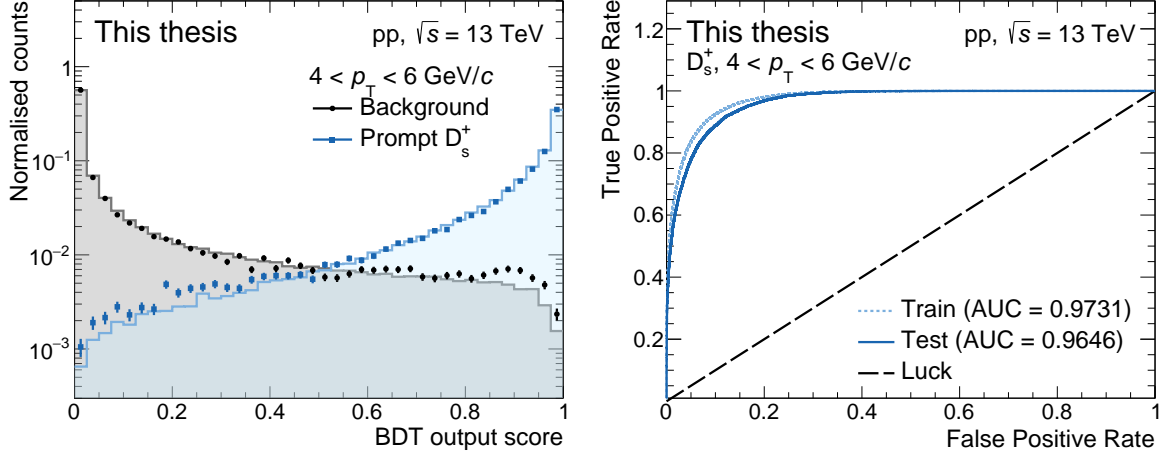 This thesis
pp, √s = 13 TeV
4 < p_T < 6 GeV/c
Background
Prompt D_s^+
Normalised counts
1
10^−1
10^−2
10^−3
0 0.2 0.4 0.6 0.8 1
BDT output score
This thesis
pp, √s = 13 TeV
D_s^+, 4 < p_T < 6 GeV/c
True Positive Rate
1.2
1
0.8
0.6
0.4
0.2
Train (AUC = 0.9731)
Test (AUC = 0.9646)
Luck
0 0.2 0.4 0.6 0.8 1
False Positive Rate